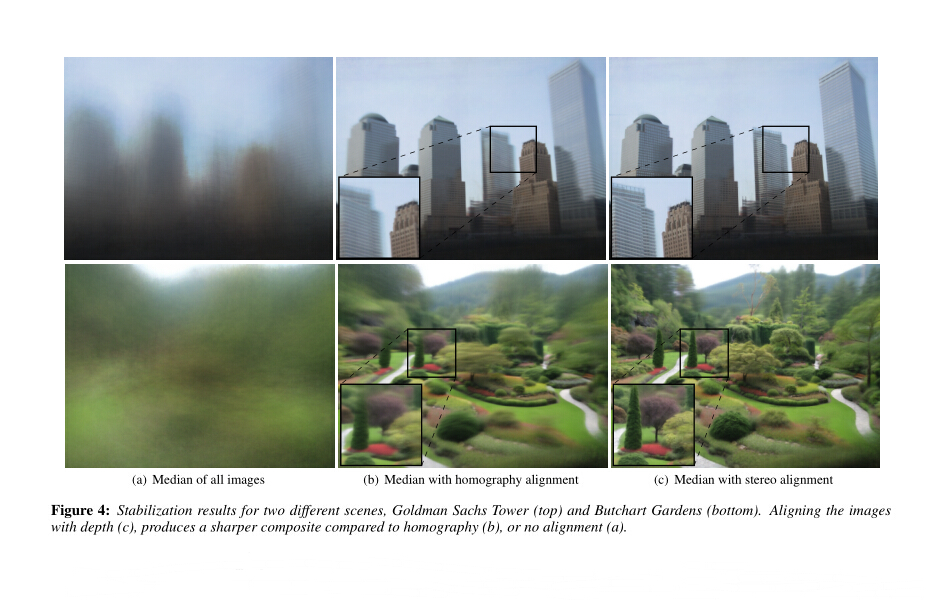 (a) Median of all images
(b) Median with homography alignment
(c) Median with stereo alignment
Figure 4: Stabilization results for two different scenes, Goldman Sachs Tower (top) and Butchart Gardens (bottom). Aligning the images
with depth (c), produces a sharper composite compared to homography (b), or no alignment (a).